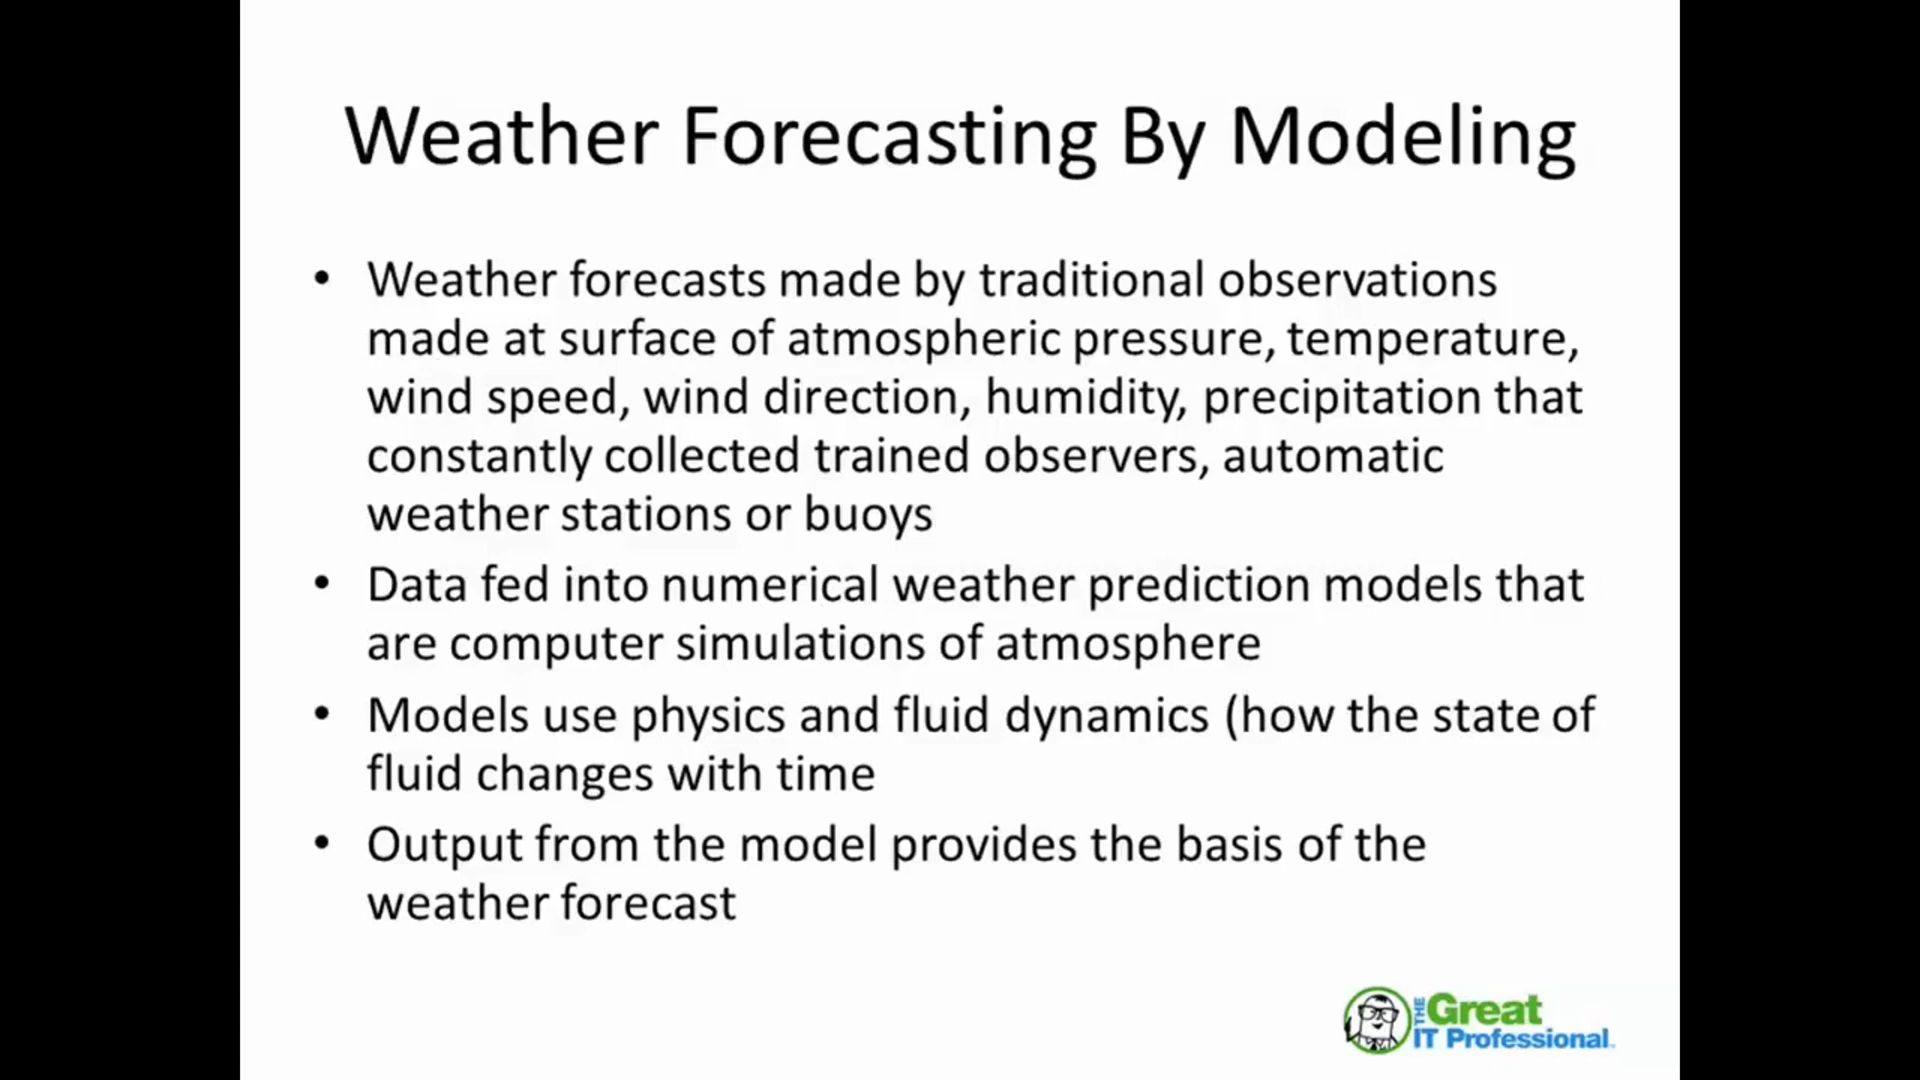 Weather Forecasting By Modeling
• Weather forecasts made by traditional observations
made at surface of atmospheric pressure, temperature,
wind speed, wind direction, humidity, precipitation that
constantly collected trained observers, automatic
weather stations or buoys
• Data fed into numerical weather prediction models that
are computer simulations of atmosphere
• Models use physics and fluid dynamics (how the state of
fluid changes with time
• Output from the model provides the basis of the
weather forecast
THE Great
IT Professional